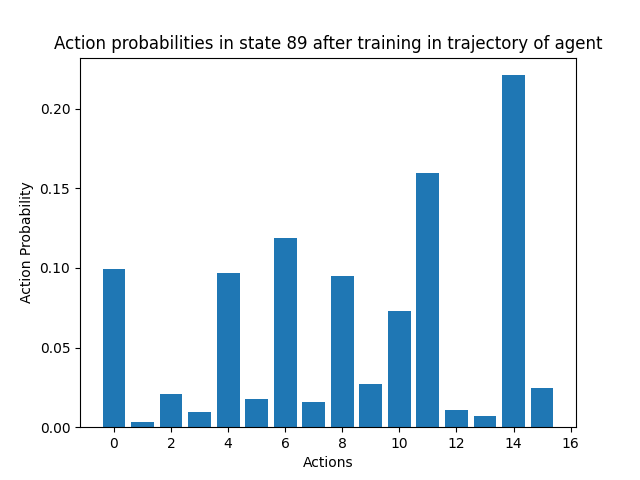 Action probabilities in state 89 after training in trajectory of agent
0.20
0.15
0.10
0.05
0.00
Action Probability
0 2 4 6 8 10 12 14 16
Actions